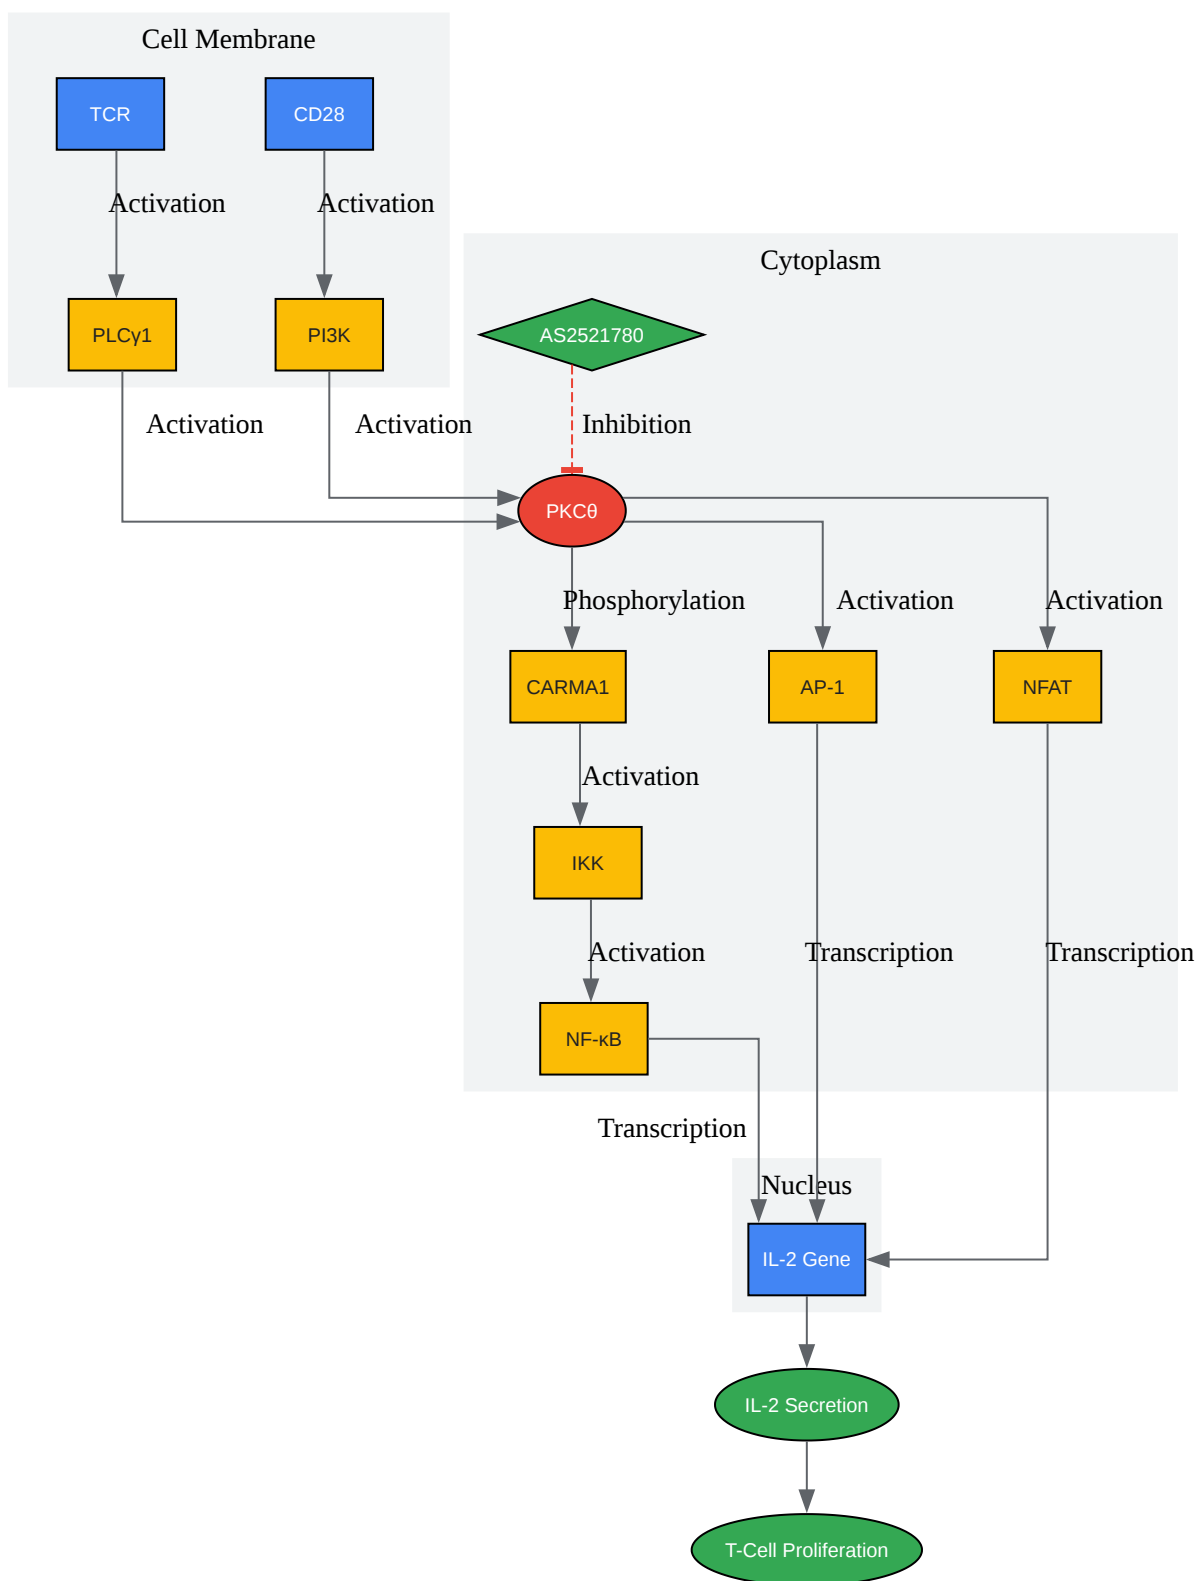 Cell Membrane
TCR
CD28
Activation
Activation
Cytoplasm
PLCγ1
PI3K
AS2521780
Activation
Activation
Inhibition
PKCθ
Phosphorylation
Activation
Activation
CARMA1
AP-1
NFAT
Activation
IKK
Activation
Transcription
Transcription
NF-κB
Transcription
Nucleus
IL-2 Gene
IL-2 Secretion
T-Cell Proliferation